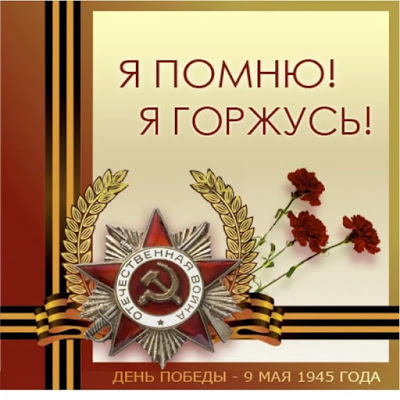 Я ПОМНЮ!
Я ГОРЖУСЬ!
ОТЕЧЕСТВЕННАЯ ВОЙНА
ДЕНЬ ПОБЕДЫ - 9 МАЯ 1945 ГОДА